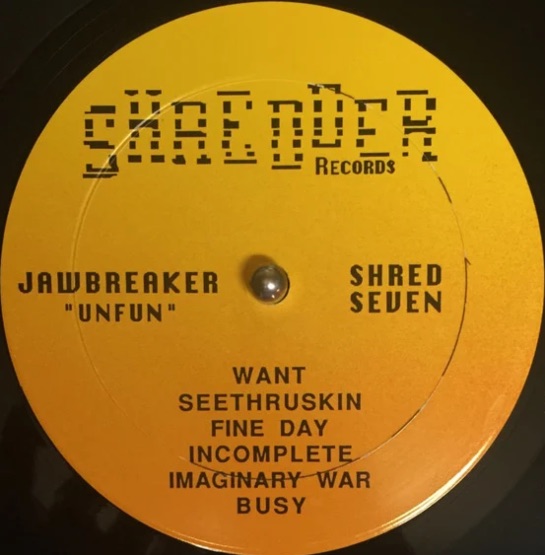 SHREDDER
RECORDS
JAWBREAKER
"UNFUN"
SHRED
SEVEN
WANT
SEETHRUSKIN
FINE DAY
INCOMPLETE
IMAGINARY WAR
BUSY